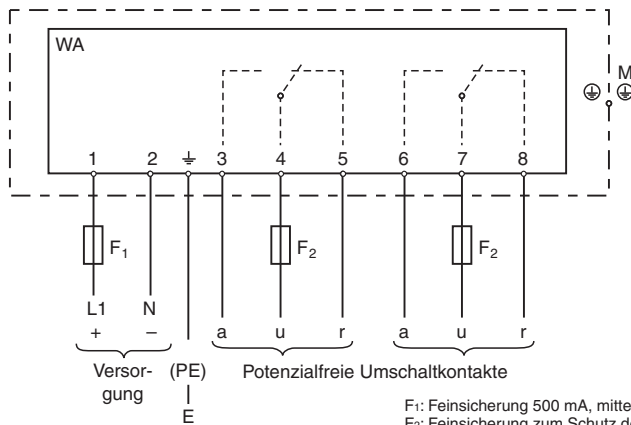 WA
M
1 2 3 4 5 6 7 8
F1 F2 F2
L1 N a u r a u r
+ –
Versor-
gung
(PE)
Potenzialfreie Umschaltkontakte
E
F1: Feinsicherung 500 mA,
F2: Feinsicherung zum Schutz